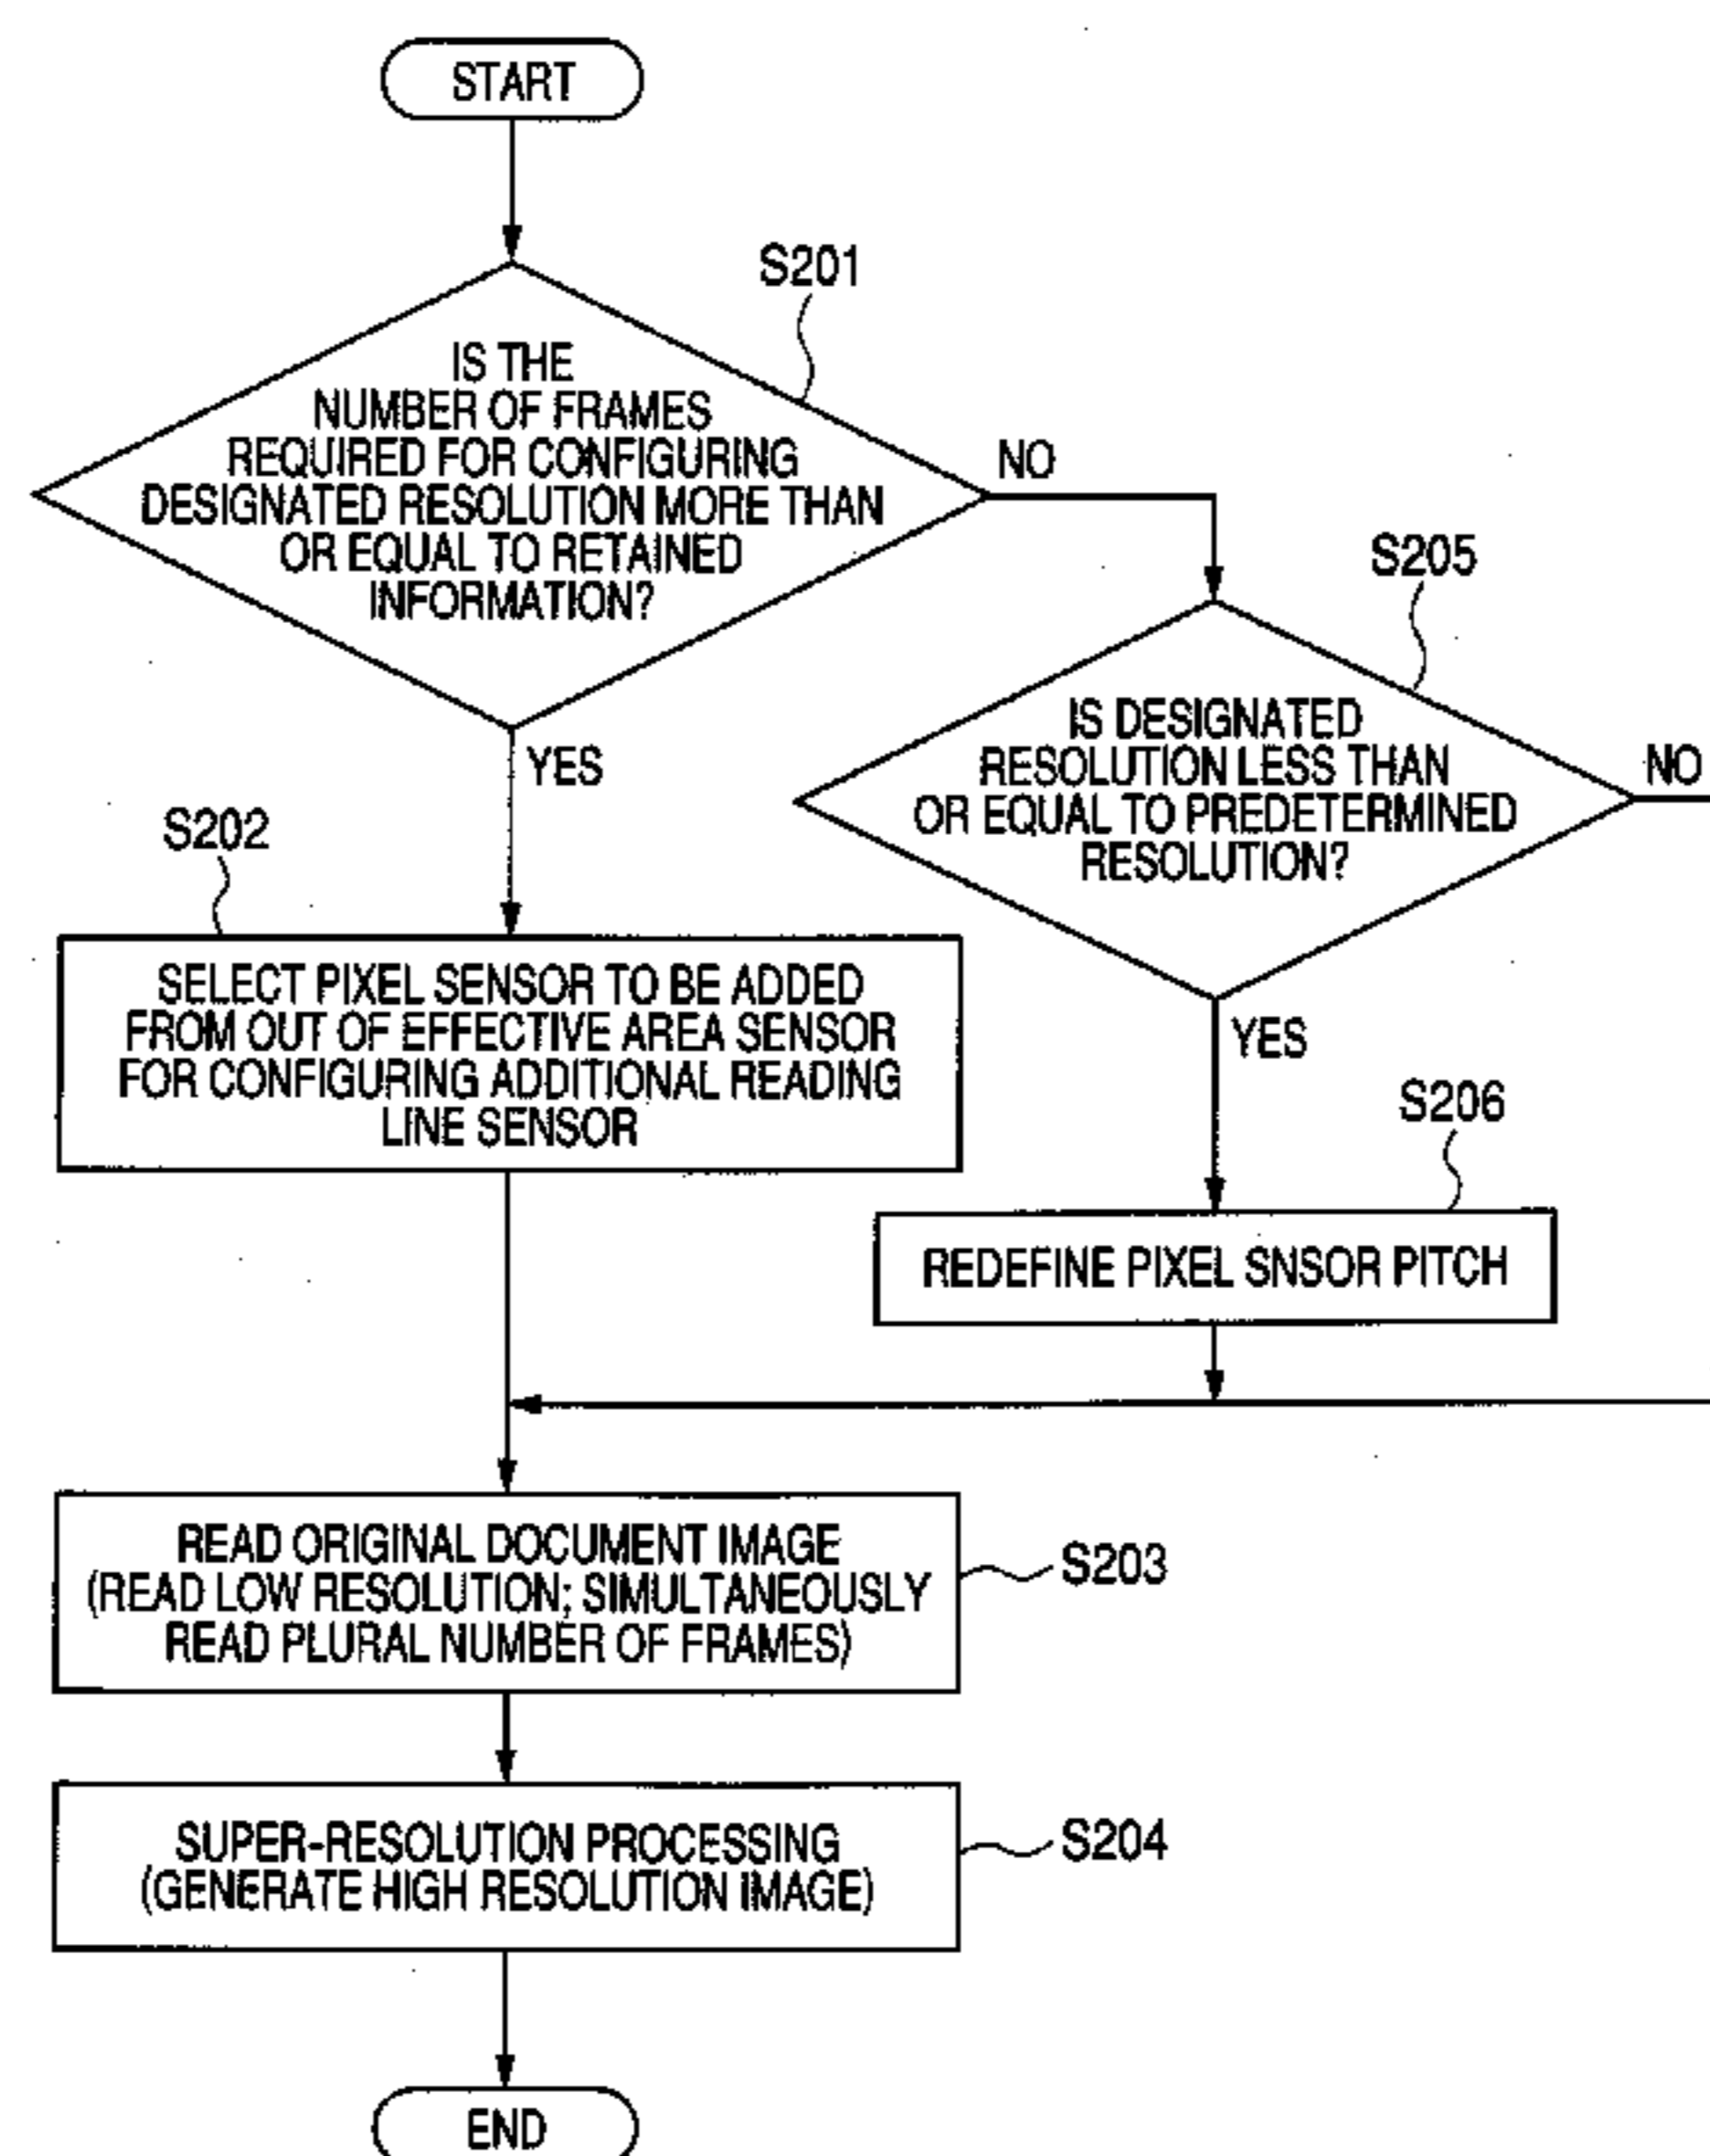 START
S201
IS THE
NUMBER OF FRAMES
REQUIRED FOR CONFIGURING
DESIGNATED RESOLUTION MORE THAN
OR EQUAL TO RETAINED
INFORMATION?
NO
YES
S205
IS DESIGNATED
RESOLUTION LESS THAN
OR EQUAL TO PREDETERMINED
RESOLUTION?
NO
YES
S202
SELECT PIXEL SENSOR TO BE ADDED
FROM OUT OF EFFECTIVE AREA SENSOR
FOR CONFIGURING ADDITIONAL READING
LINE SENSOR
S206
REDEFINE PIXEL SNSOR PITCH
READ ORIGINAL DOCUMENT IMAGE
(READ LOW RESOLUTION; SIMULTANEOUSLY
READ PLURAL NUMBER OF FRAMES)
S203
SUPER-RESOLUTION PROCESSING
(GENERATE HIGH RESOLUTION IMAGE)
S204
END